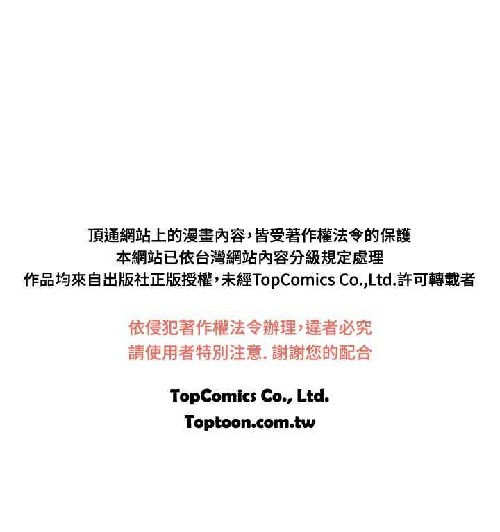 頂通網站上的漫畫內容,皆受著作權法令的保護
本網站已依台灣網站內容分級規定處理
作品均來自出版社正版授權,未經TopComics Co.,Ltd.許可轉載者
依侵犯著作權法令辦理,違者必究
請使用者特別注意. 謝謝您的配合
TopComics Co., Ltd.
Toptoon.com.tw